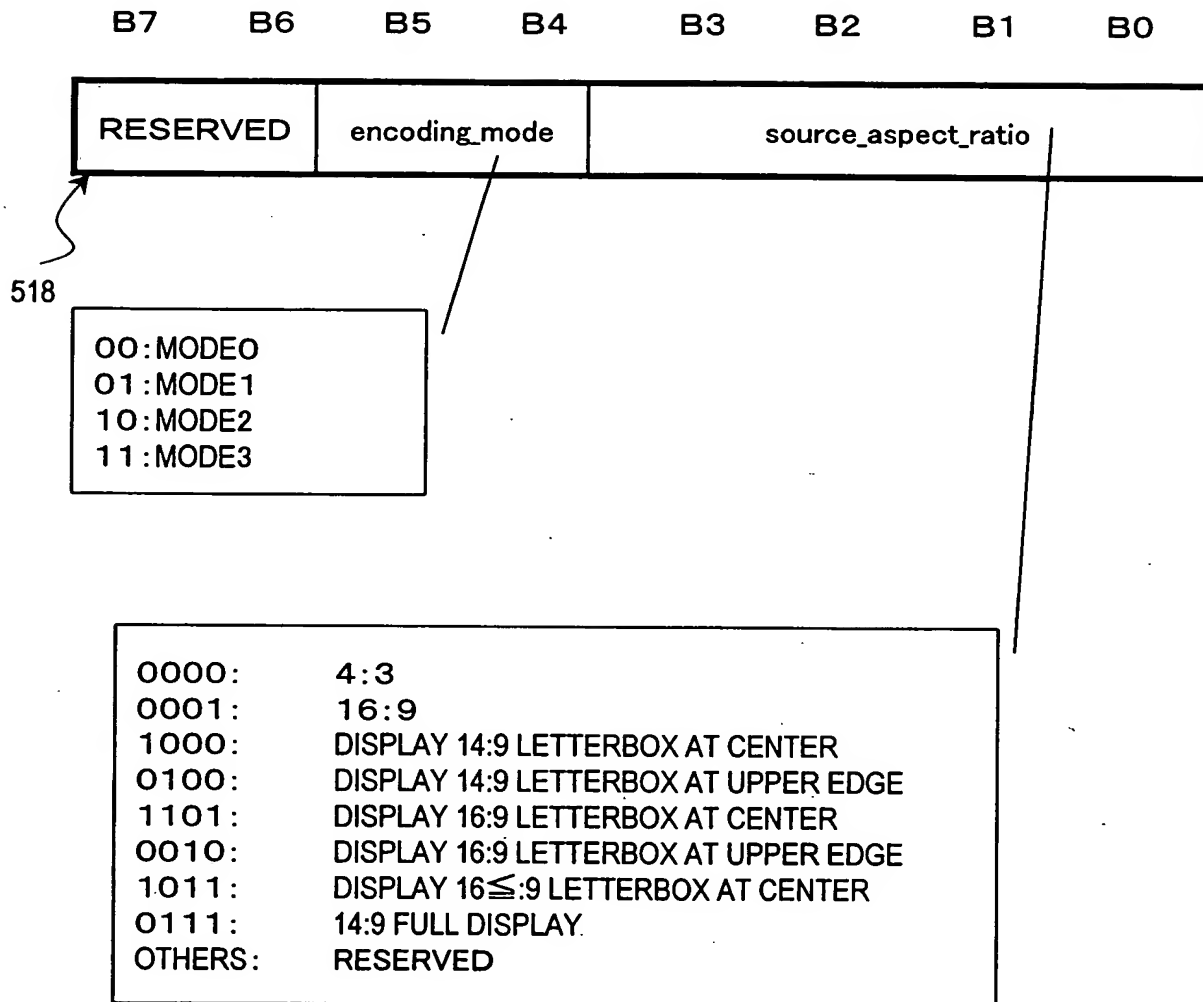 B7 B6 B5 B4 B3 B2 B1 B0
RESERVED encoding_mode source_aspect_ratio
518
00:MODE0
01:MODE1
10:MODE2
11:MODE3
0000: 4:3
0001: 16:9
1000: DISPLAY 14:9 LETTERBOX AT CENTER
0100: DISPLAY 14:9 LETTERBOX AT UPPER EDGE
1101: DISPLAY 16:9 LETTERBOX AT CENTER
0010: DISPLAY 16:9 LETTERBOX AT UPPER EDGE
1011: DISPLAY 16≦:9 LETTERBOX AT CENTER
0111: 14:9 FULL DISPLAY
OTHERS: RESERVED